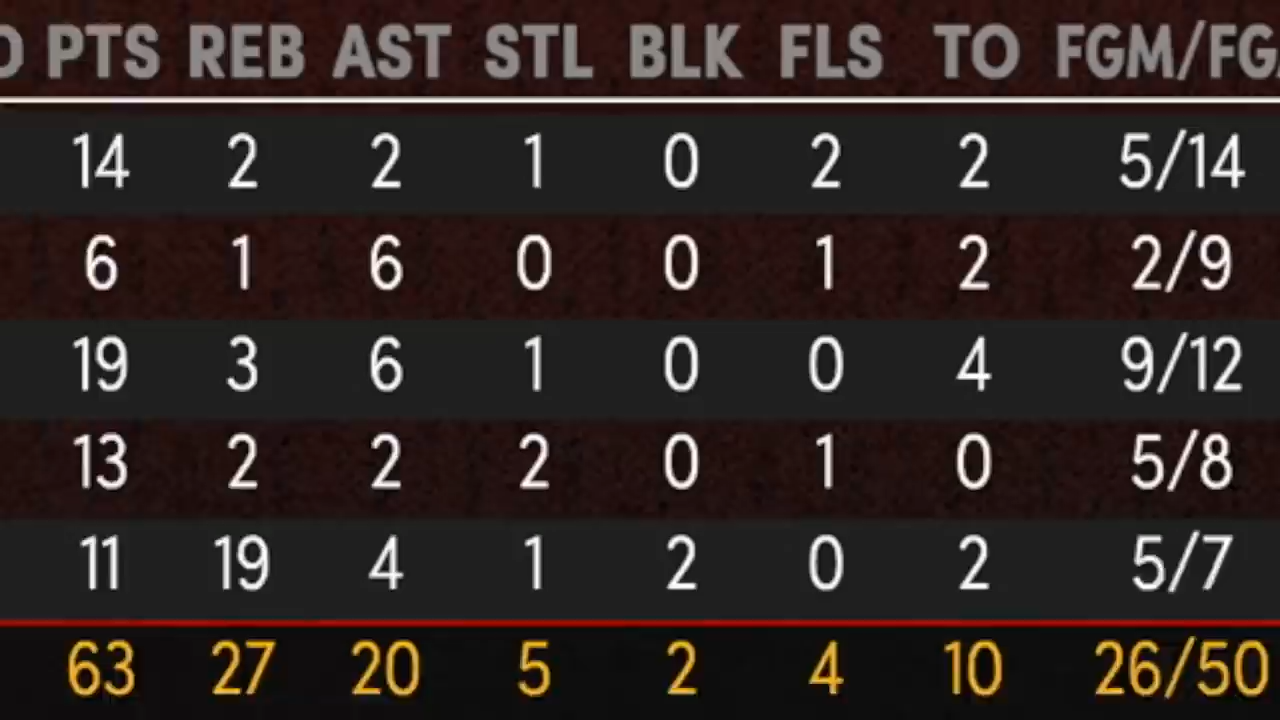 PTS REB AST STL BLK FLS TO FGM/FG
14 2 2 1 0 2 2 5/14
6 1 6 0 0 1 2 2/9
19 3 6 1 0 0 4 9/12
13 2 2 2 0 1 0 5/8
11 19 4 1 2 0 2 5/7
63 27 20 5 2 4 10 26/50